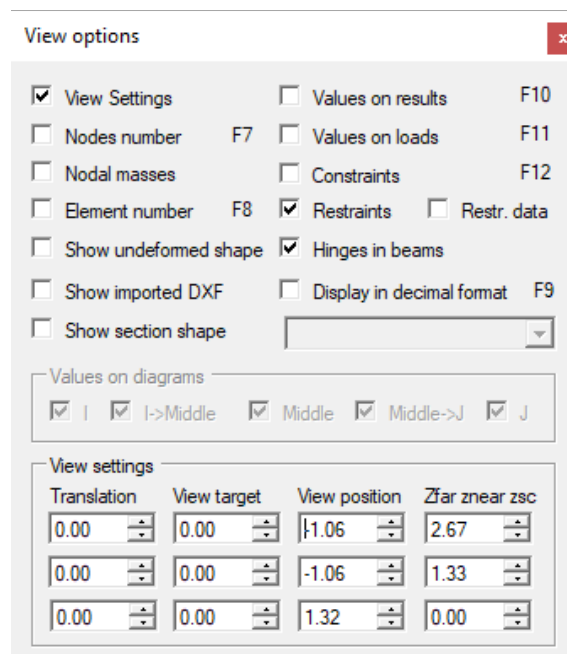 View options x
View Settings Values on results F10
Nodes number F7 Values on loads F11
Nodal masses Constraints F12
Element number F8 Restraints Restr. data
Show undeformed shape Hinges in beams
Show imported DXF Display in decimal format F9
Show section shape
Values on diagrams
I I->Middle Middle Middle->J J
View settings
Translation View target View position Zfar znear zsc
0.00 0.00 -1.06 2.67
0.00 0.00 -1.06 1.33
0.00 0.00 1.32 0.00